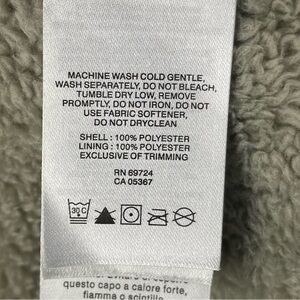 MACHINE WASH COLD GENTLE,
WASH SEPARATELY, DO NOT BLEACH,
TUMBLE DRY LOW, REMOVE
PROMPTLY, DO NOT IRON, DO NOT
USE FABRIC SOFTENER,
DO NOT DRYCLEAN
SHELL : 100% POLYESTER
LINING : 100% POLYESTER
EXCLUSIVE OF TRIMMING
RN 69724
CA 05367
30 C
questo capo a calore forte,
fiamma o scintille